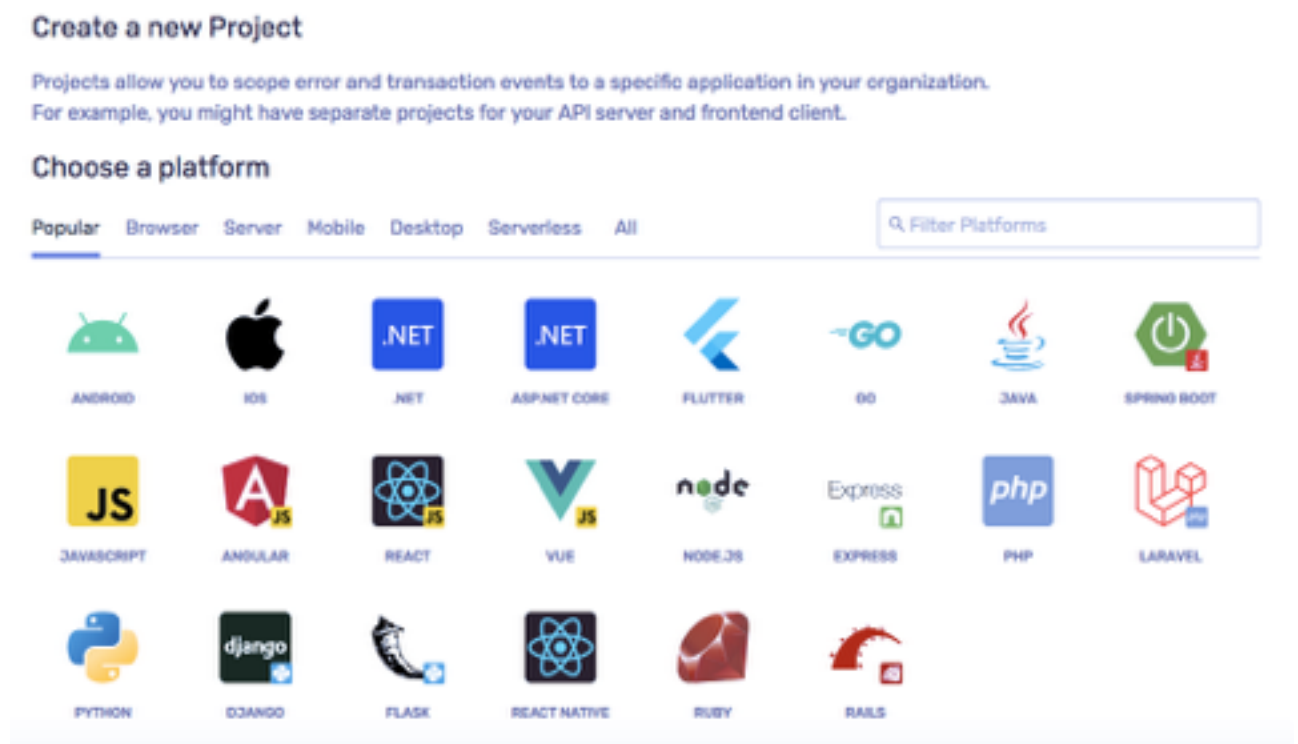 Create a new Project
Projects allow you to scope error and transaction events to a specific application in your organization.
For example, you might have separate projects for your API server and frontend client.
Choose a platform
Popular Browser Server Mobile Desktop Serverless All Filter Platforms
.NET .NET GO
ANDROID IOS .NET ASP.NET CORE FLUTTER GO JAVA SPRING BOOT
JS A JS JS JS node Express php php
JAVASCRIPT ANGULAR REACT VUE NODE.JS EXPRESS PHP LARAVEL
django
PYTHON DJANGO FLASK REACT NATIVE RUBY RAILS